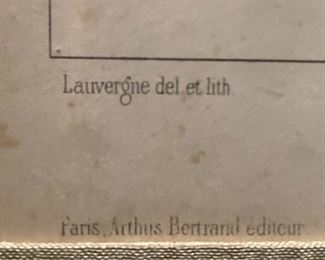 Lauvergne del. et lith.
Paris, Arthus Bertrand éditeur.